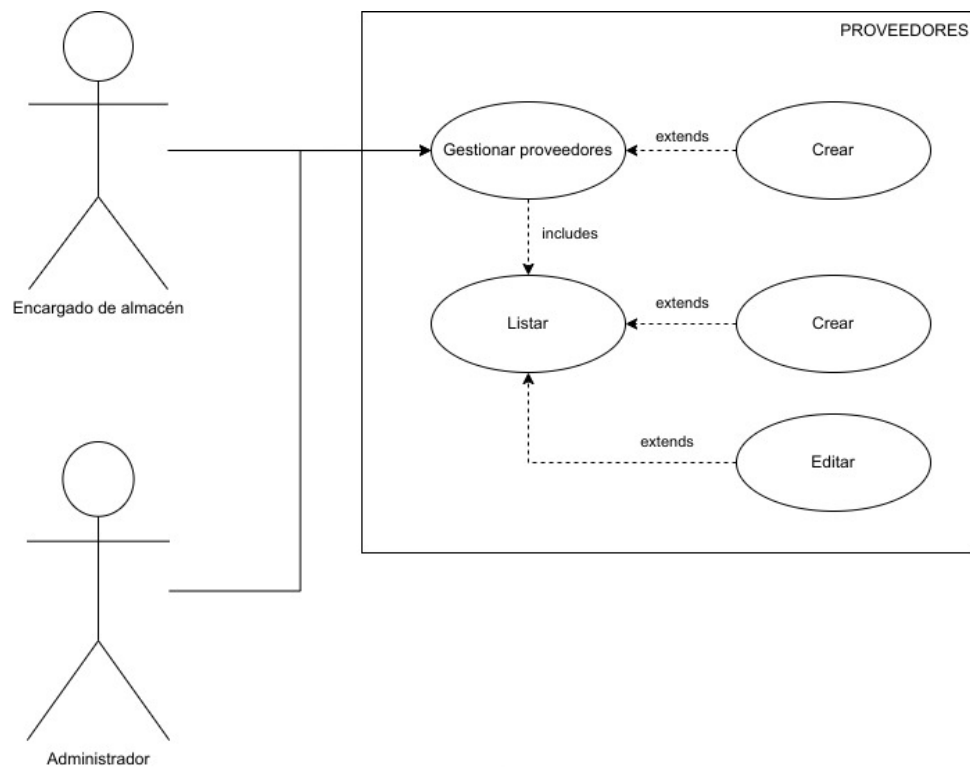 PROVEEDORES
Gestionar proveedores
extends
Crear
includes
Encargado de almacén
Listar
extends
Crear
extends
Editar
Administrador